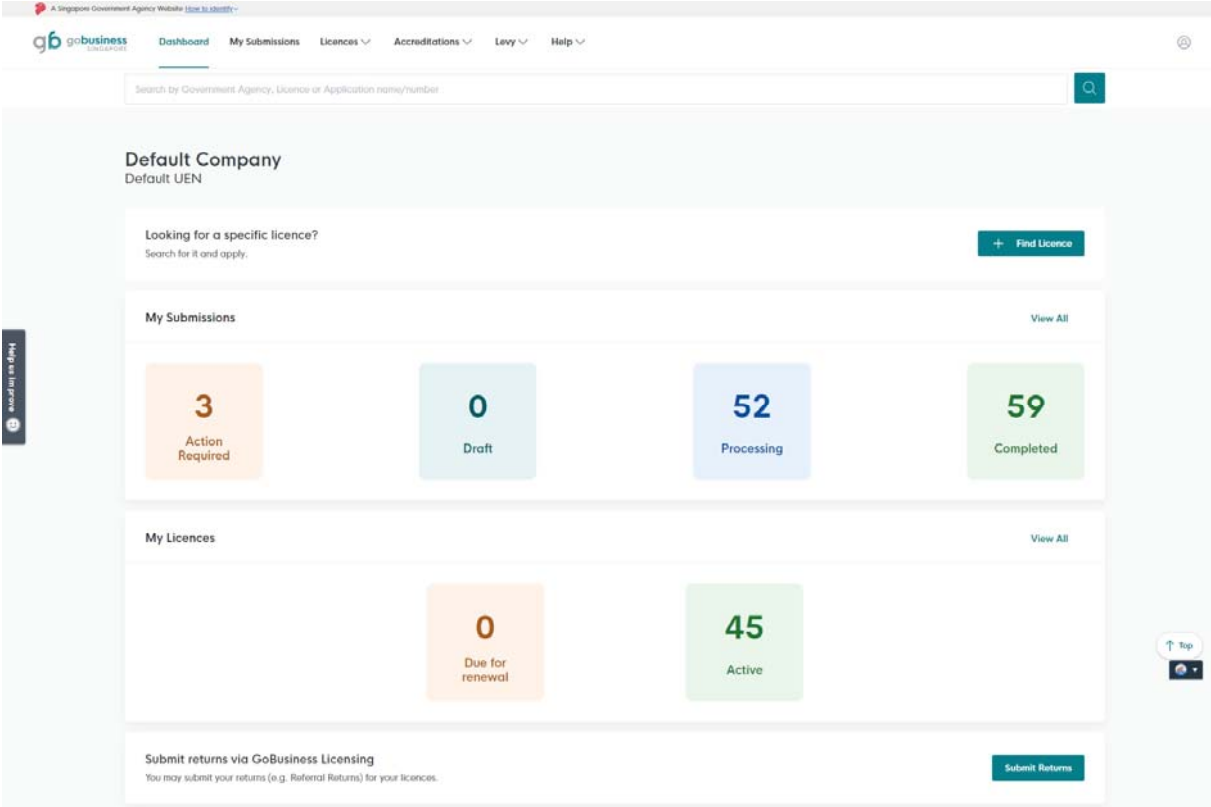 A Singapore Government Agency Website How to identify
gb gobusiness SINGAPORE
Dashboard My Submissions Licences Accreditations Levy Help
Search by Government Agency, Licence or Application name/number
Default Company
Default UEN
Looking for a specific licence?
Search for it and apply.
+ Find Licence
My Submissions
View All
3
Action
Required
0
Draft
52
Processing
59
Completed
Help us improve
My Licences
View All
0
Due for
renewal
45
Active
↑ Top
Submit returns via GoBusiness Licensing
You may submit your returns (e.g. Referral Returns) for your licences.
Submit Returns